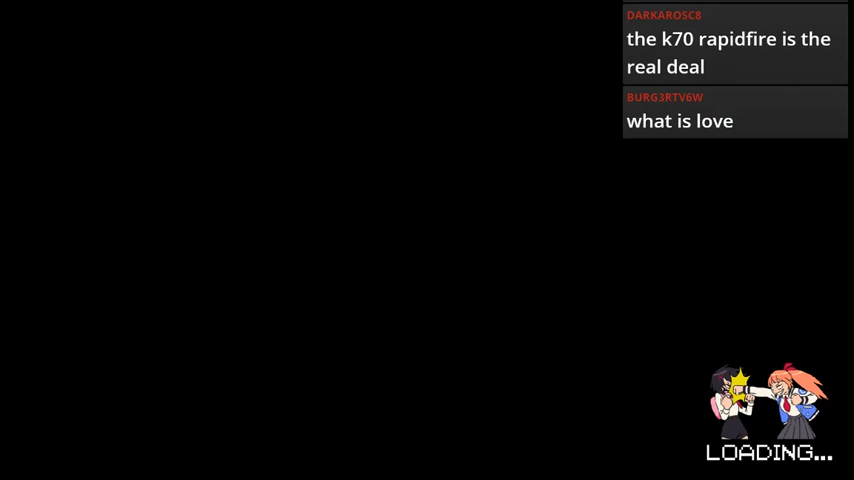 DARKAROSC8
the k70 rapidfire is the
real deal
BURG3RTV6W
what is love
LOADING...